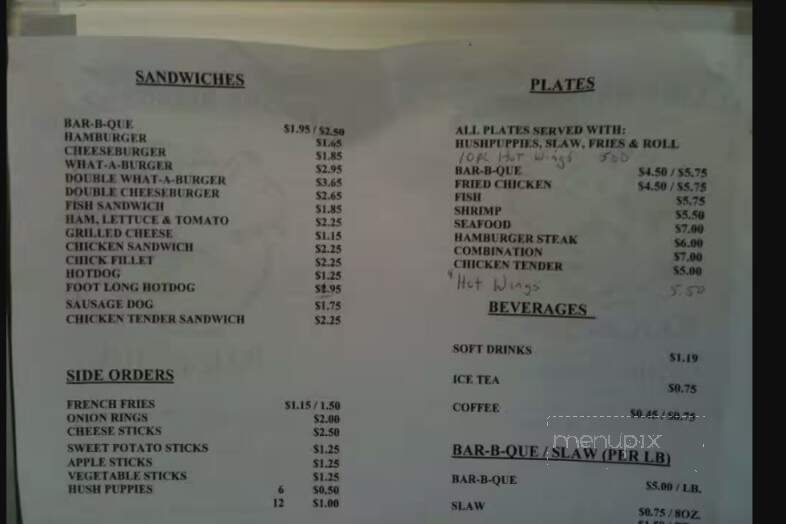 SANDWICHES
BAR-B-QUE $1.95 / $2.50
HAMBURGER $1.65
CHEESEBURGER $1.85
WHAT-A-BURGER $2.95
DOUBLE WHAT-A-BURGER $3.65
DOUBLE CHEESEBURGER $2.65
FISH SANDWICH $1.85
HAM, LETTUCE & TOMATO $2.25
GRILLED CHEESE $1.15
CHICKEN SANDWICH $2.25
CHICK FILLET $2.25
HOTDOG $1.25
FOOT LONG HOTDOG $2.95
SAUSAGE DOG $1.75
CHICKEN TENDER SANDWICH $2.25
SIDE ORDERS
FRENCH FRIES $1.15 / 1.50
ONION RINGS $2.00
CHEESE STICKS $2.50
SWEET POTATO STICKS $1.25
APPLE STICKS $1.25
VEGETABLE STICKS $1.25
HUSH PUPPIES 6 $0.50
12 $1.00
PLATES
ALL PLATES SERVED WITH:
HUSHPUPPIES, SLAW, FRIES & ROLL
10pc Hot Wings 500
BAR-B-QUE $4.50 / $5.75
FRIED CHICKEN $4.50 / $5.75
FISH $5.75
SHRIMP $5.50
SEAFOOD $7.00
HAMBURGER STEAK $6.00
COMBINATION $7.00
CHICKEN TENDER $5.00
Hot Wings 5.50
BEVERAGES
SOFT DRINKS $1.19
ICE TEA $0.75
COFFEE $0.45 / $0.75
menupix
BAR-B-QUE / SLAW (PER LB)
BAR-B-QUE $5.00 / LB.
SLAW $0.75 / 8OZ.